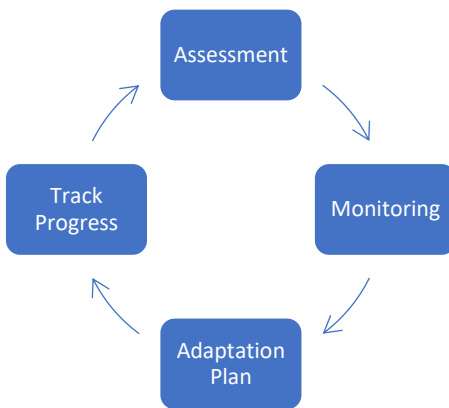 Assessment
Monitoring
Adaptation
Plan
Track
Progress